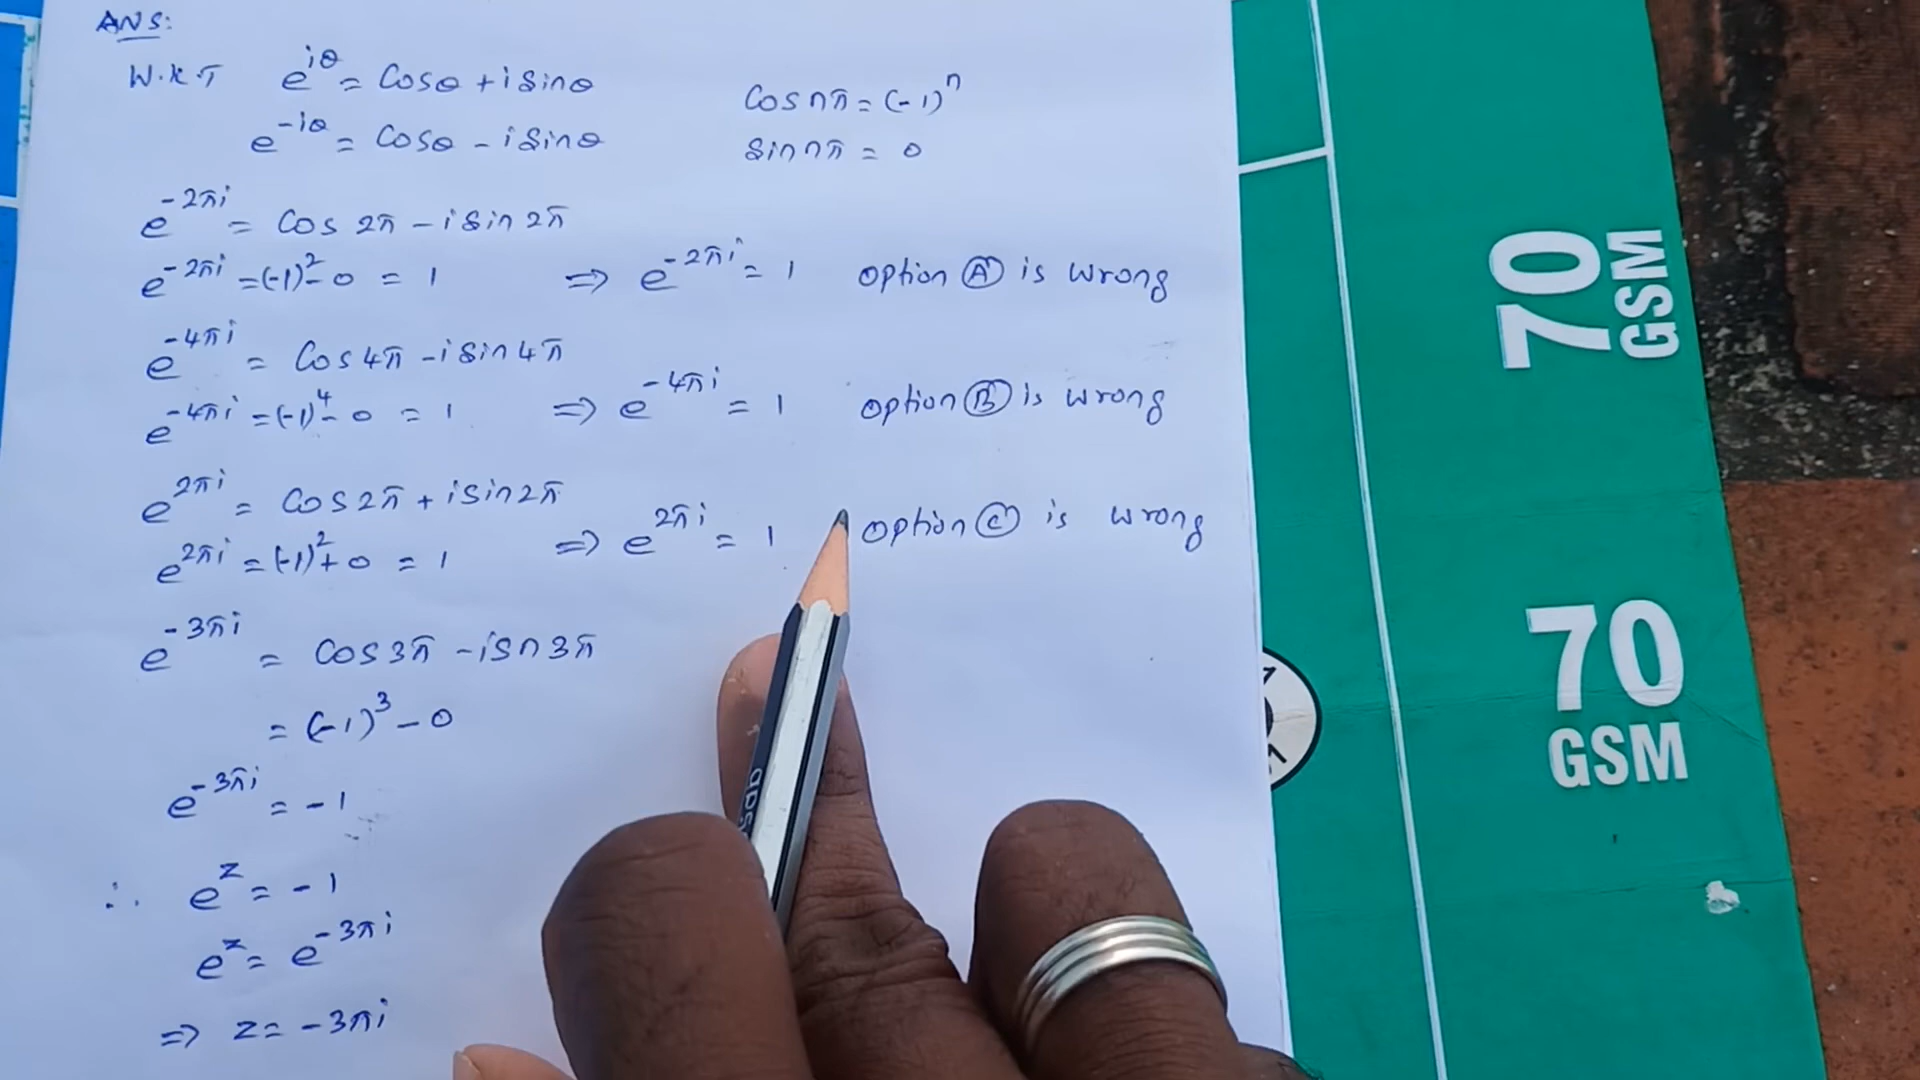 ANS:
W.K.T e^{iθ} = Cosθ + i Sinθ
Cos nπ = (-1)^n
e^{-iθ} = Cosθ - i Sinθ
Sin nπ = 0
e^{-2πi} = Cos 2π - i Sin 2π
e^{-2πi} = (-1)^2 - 0 = 1 ⇒ e^{-2πi} = 1 option Ⓐ is wrong
e^{-4πi} = Cos 4π - i Sin 4π
e^{-4πi} = (-1)^4 - 0 = 1 ⇒ e^{-4πi} = 1 option Ⓑ is wrong
e^{2πi} = Cos 2π + i Sin 2π
e^{2πi} = (-1)^2 + 0 = 1 ⇒ e^{2πi} = 1 option Ⓒ is wrong
e^{-3πi} = Cos 3π - i Sn 3π
= (-1)^3 - 0
e^{-3πi} = -1
∴ e^z = -1
e^z = e^{-3πi}
⇒ z = -3πi
70
GSM
70
GSM
aps